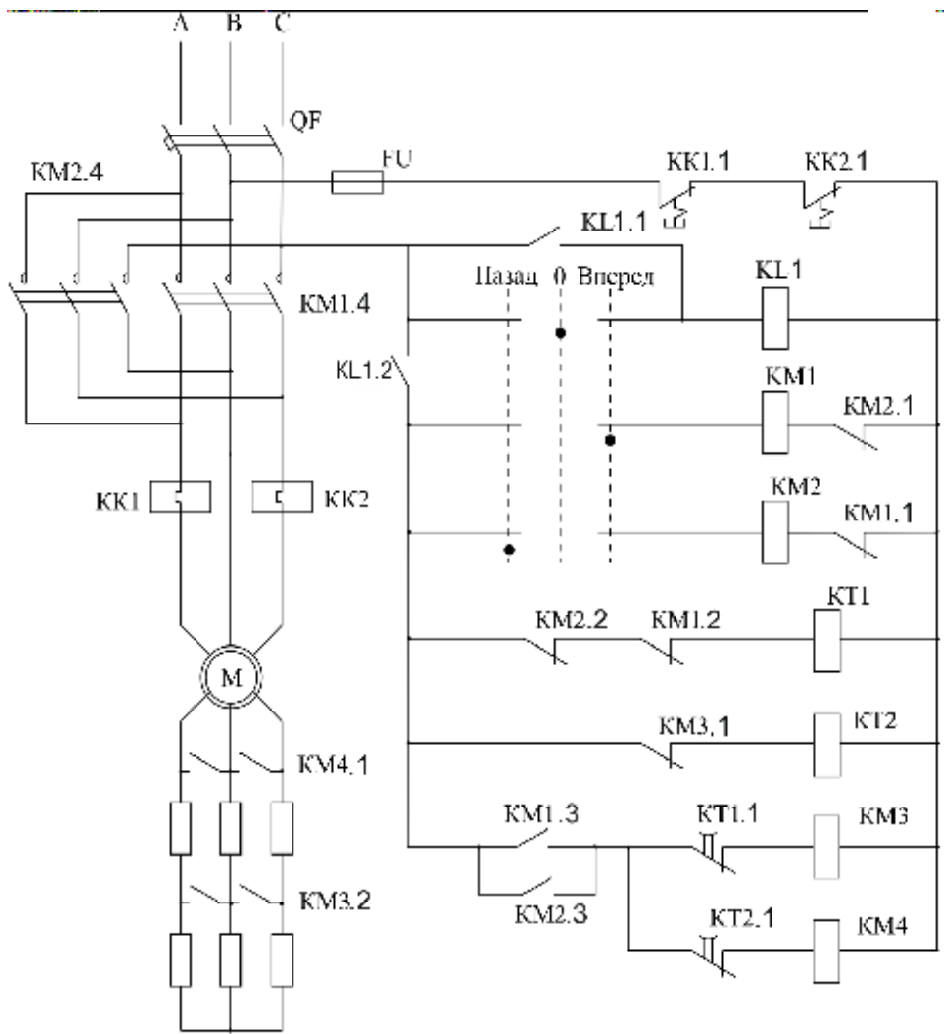 A B C
QF
FU
KK1.1
KK2.1
KM2.4
KL1.1
Назад 0 Вперед
KL1
KM1.4
KL1.2
KM1
KM2.1
KK1
KK2
KM2
KM1.1
KT1
KM2.2
KM1.2
M
KM3.1
KT2
KM4.1
KM1.3
KT1.1
KM3
KM3.2
KM2.3
KT2.1
KM4